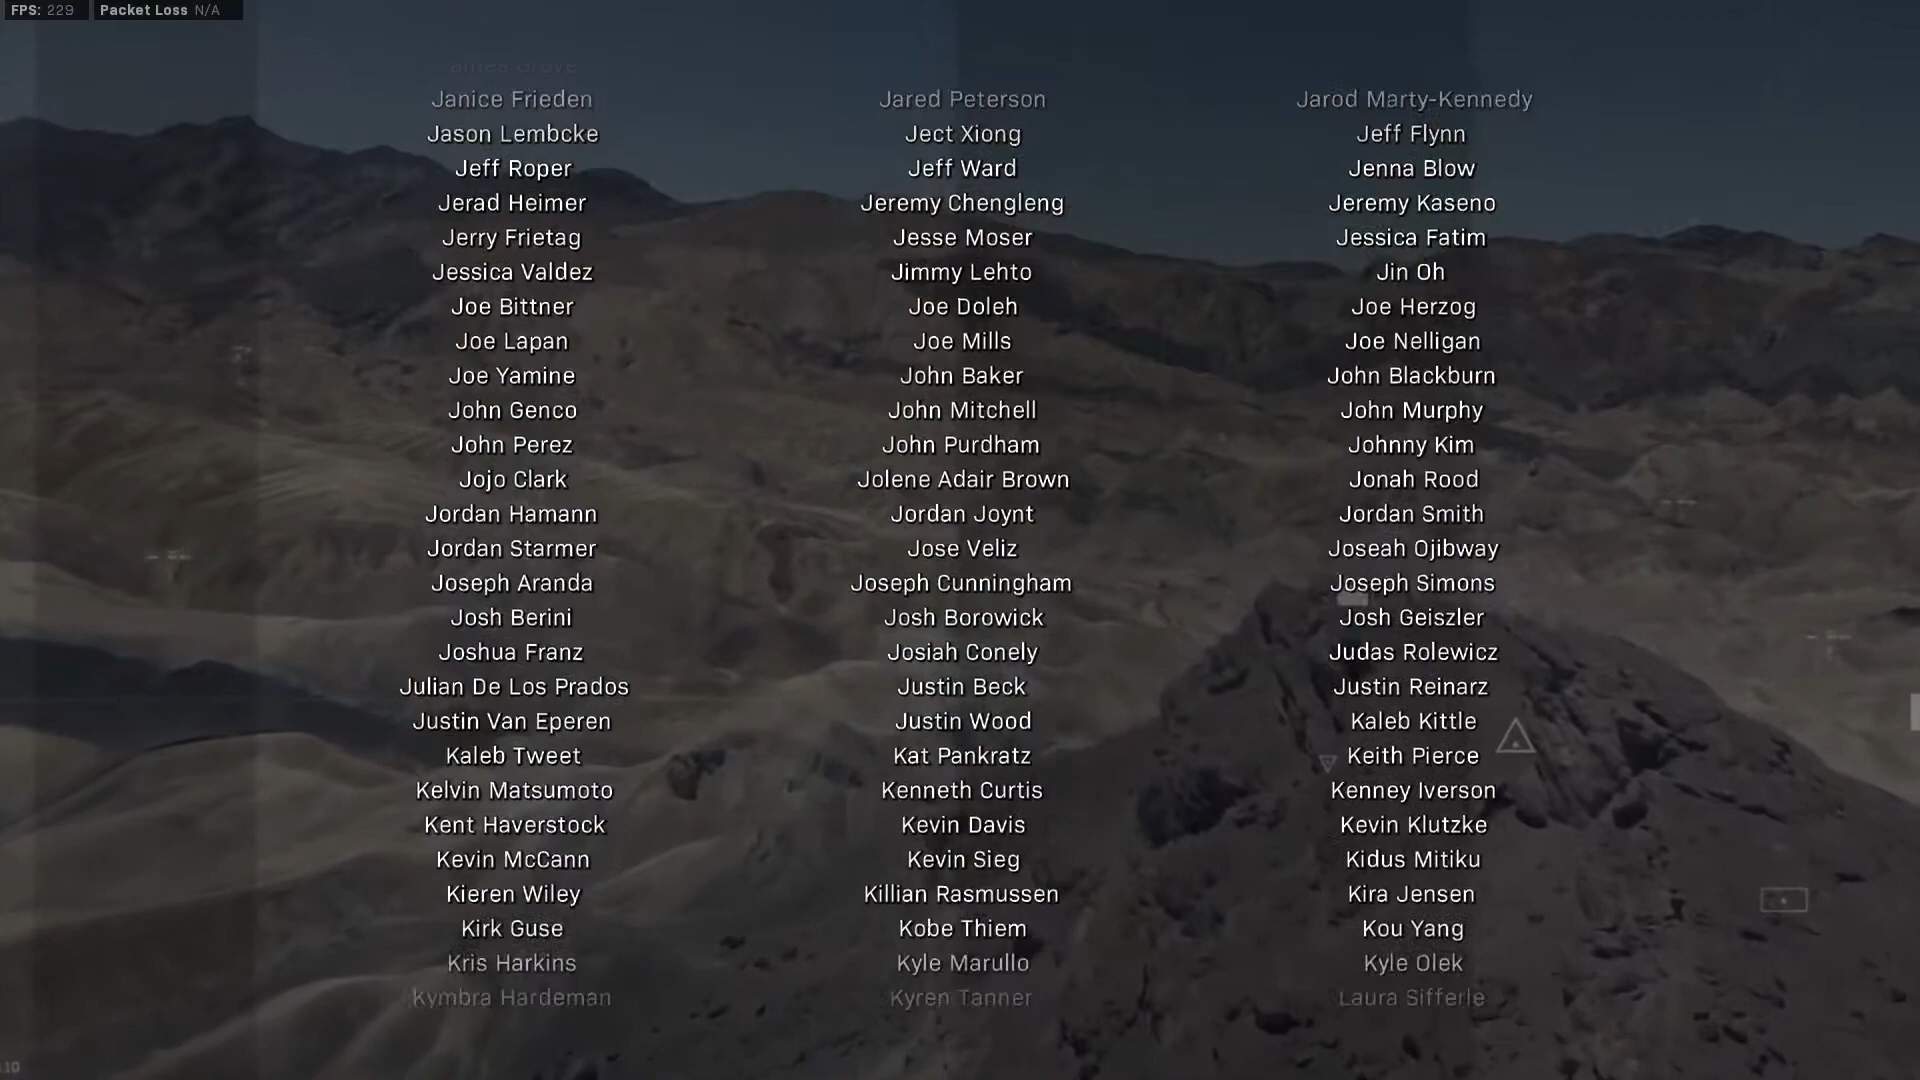 FPS: 229 Packet Loss N/A
Janice Frieden Jared Peterson Jarod Marty-Kennedy
Jason Lembcke Ject Xiong Jeff Flynn
Jeff Roper Jeff Ward Jenna Blow
Jerad Heimer Jeremy Chengleng Jeremy Kaseno
Jerry Frietag Jesse Moser Jessica Fatim
Jessica Valdez Jimmy Lehto Jin Oh
Joe Bittner Joe Doleh Joe Herzog
Joe Lapan Joe Mills Joe Nelligan
Joe Yamine John Baker John Blackburn
John Genco John Mitchell John Murphy
John Perez John Purdham Johnny Kim
Jojo Clark Jolene Adair Brown Jonah Rood
Jordan Hamann Jordan Joynt Jordan Smith
Jordan Starmer Jose Veliz Joseah Ojibway
Joseph Aranda Joseph Cunningham Joseph Simons
Josh Berini Josh Borowick Josh Geiszler
Joshua Franz Josiah Conely Judas Rolewicz
Julian De Los Prados Justin Beck Justin Reinarz
Justin Van Eperen Justin Wood Kaleb Kittle
Kaleb Tweet Kat Pankratz Keith Pierce
Kelvin Matsumoto Kenneth Curtis Kenney Iverson
Kent Haverstock Kevin Davis Kevin Klutzke
Kevin McCann Kevin Sieg Kidus Mitiku
Kieren Wiley Killian Rasmussen Kira Jensen
Kirk Guse Kobe Thiem Kou Yang
Kris Harkins Kyle Marullo Kyle Olek
Kymbra Hardeman Kyren Tanner Laura Sifferle